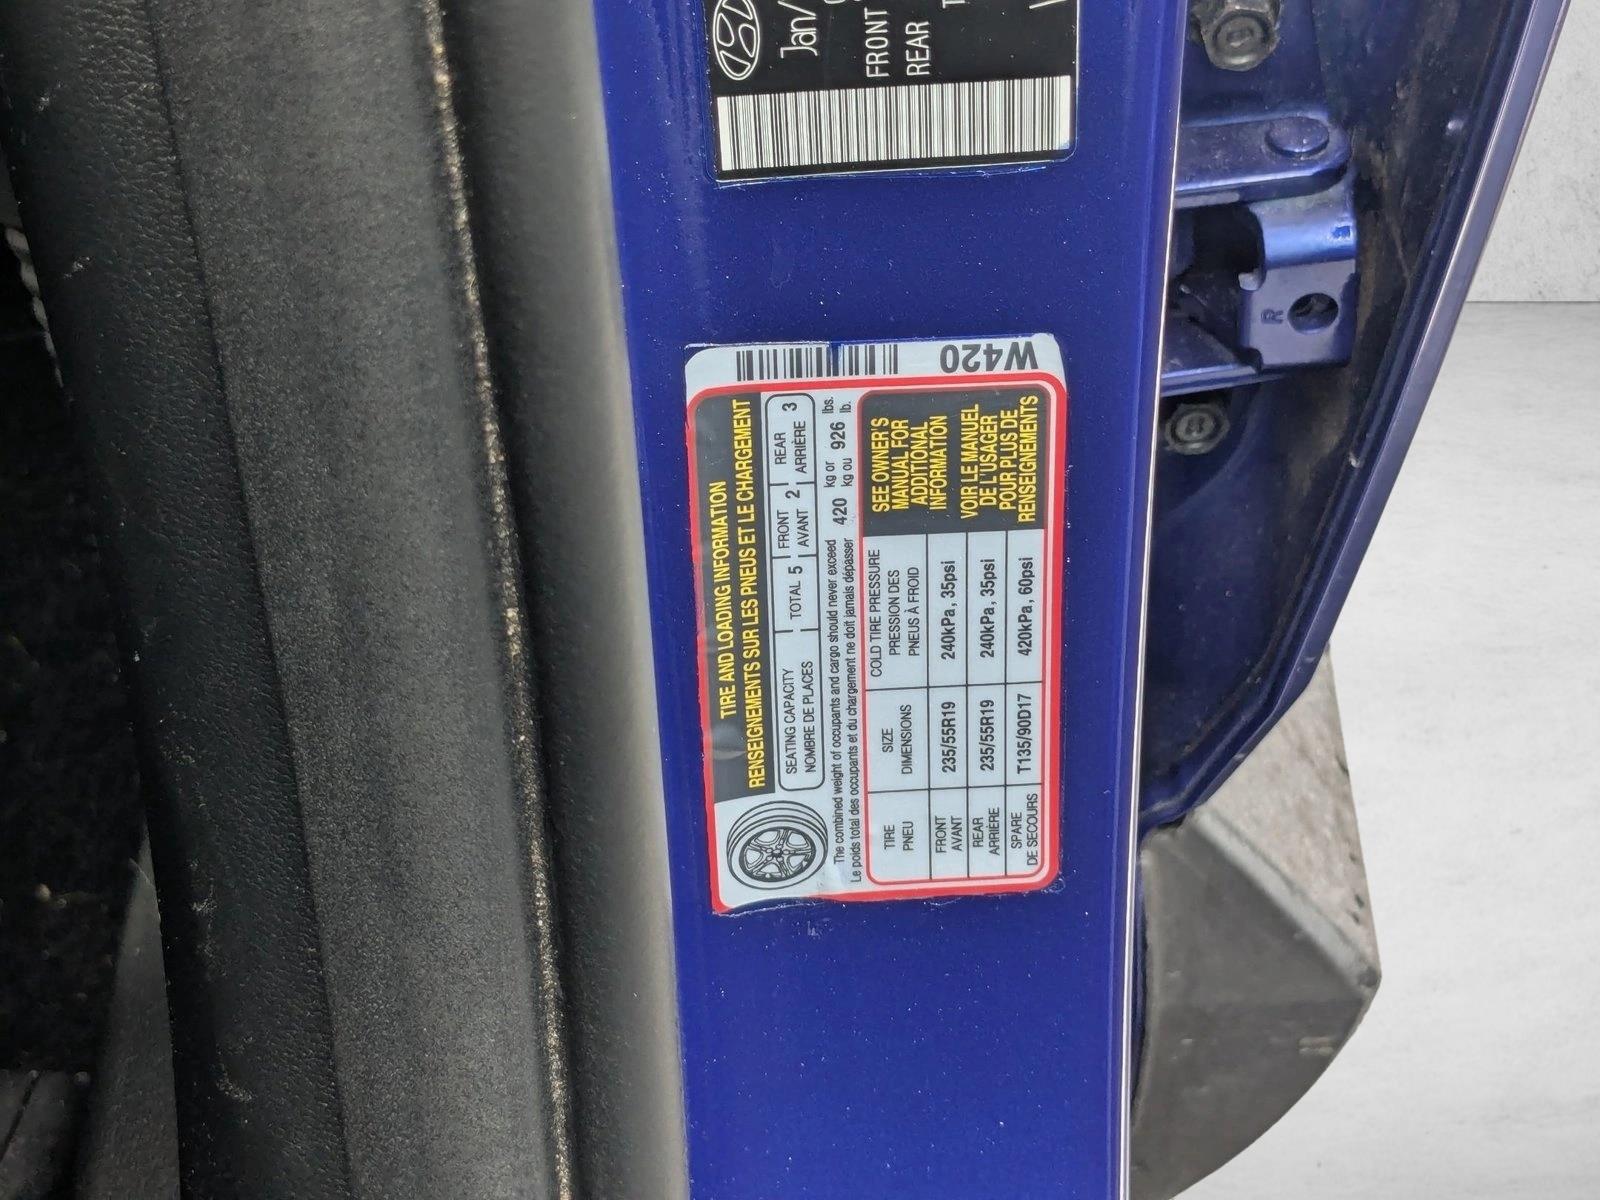 Jan/
FRONT
REAR
W420
TIRE AND LOADING INFORMATION
RENSEIGNEMENTS SUR LES PNEUS ET LE CHARGEMENT
SEATING CAPACITY TOTAL 5 FRONT 2 REAR 3
NOMBRE DE PLACES AVANT ARRIÈRE
The combined weight of occupants and cargo should never exceed 420 kg or 926 lbs.
Le poids total des occupants et du chargement ne doit jamais dépasser kg ou lb.
TIRE SIZE COLD TIRE PRESSURE
PNEU DIMENSIONS PRESSION DES
PNEUS À FROID
FRONT 235/55R19 240kPa, 35psi
AVANT
REAR 235/55R19 240kPa, 35psi
ARRIÈRE
SPARE T135/90D17 420kPa, 60psi
DE SECOURS
SEE OWNER'S
MANUAL FOR
ADDITIONAL
INFORMATION
VOIR LE MANUEL
DE L'USAGER
POUR PLUS DE
RENSEIGNEMENTS
R
8
8